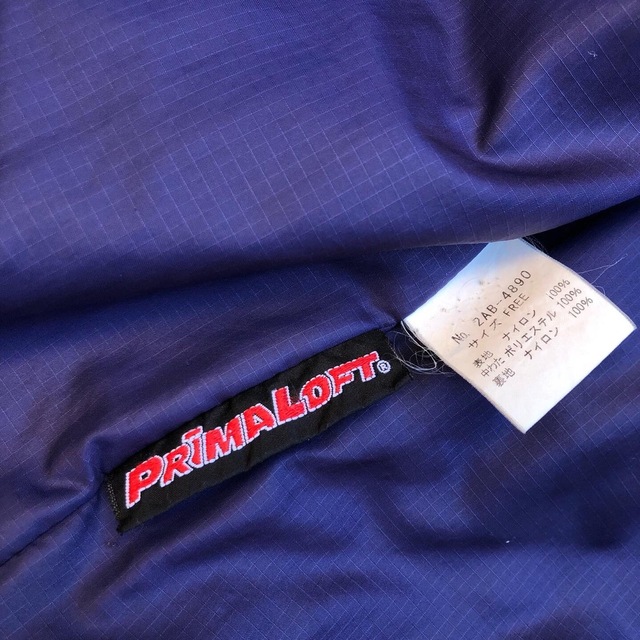 PRIMALOFT®
No. 2AB-4890
サイズ FREE
表地 ナイロン 100%
中わた ポリエステル 100%
裏地 ナイロン 100%